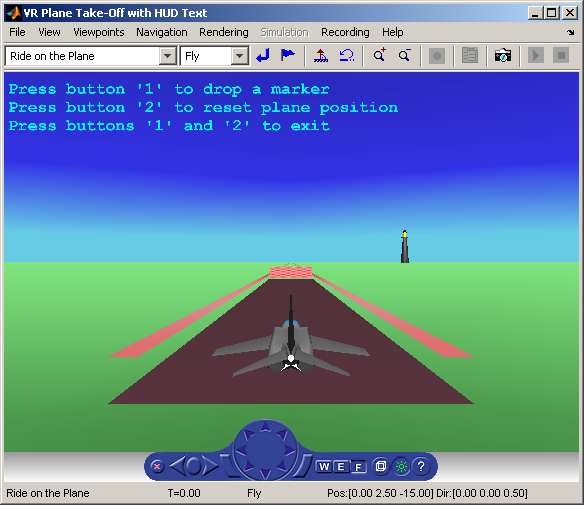 VR Plane Take-Off with HUD Text
File View Viewpoints Navigation Rendering Simulation Recording Help
Ride on the Plane Fly
Press button '1' to drop a marker
Press button '2' to reset plane position
Press buttons '1' and '2' to exit
W E F ?
Ride on the Plane T=0.00 Fly Pos:[0.00 2.50 -15.00] Dir:[0.00 0.00 0.50]